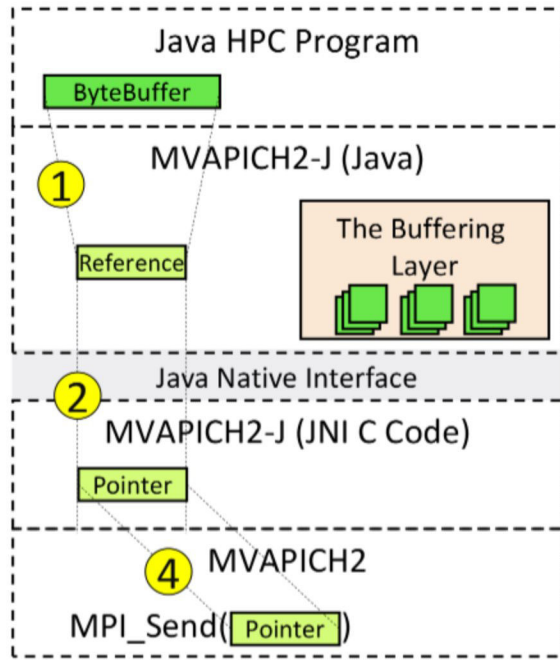 Java HPC Program
ByteBuffer
MVAPICH2-J (Java)
1
The Buffering
Layer
Reference
Java Native Interface
2
MVAPICH2-J (JNI C Code)
Pointer
MVAPICH2
4
MPI_Send(Pointer)